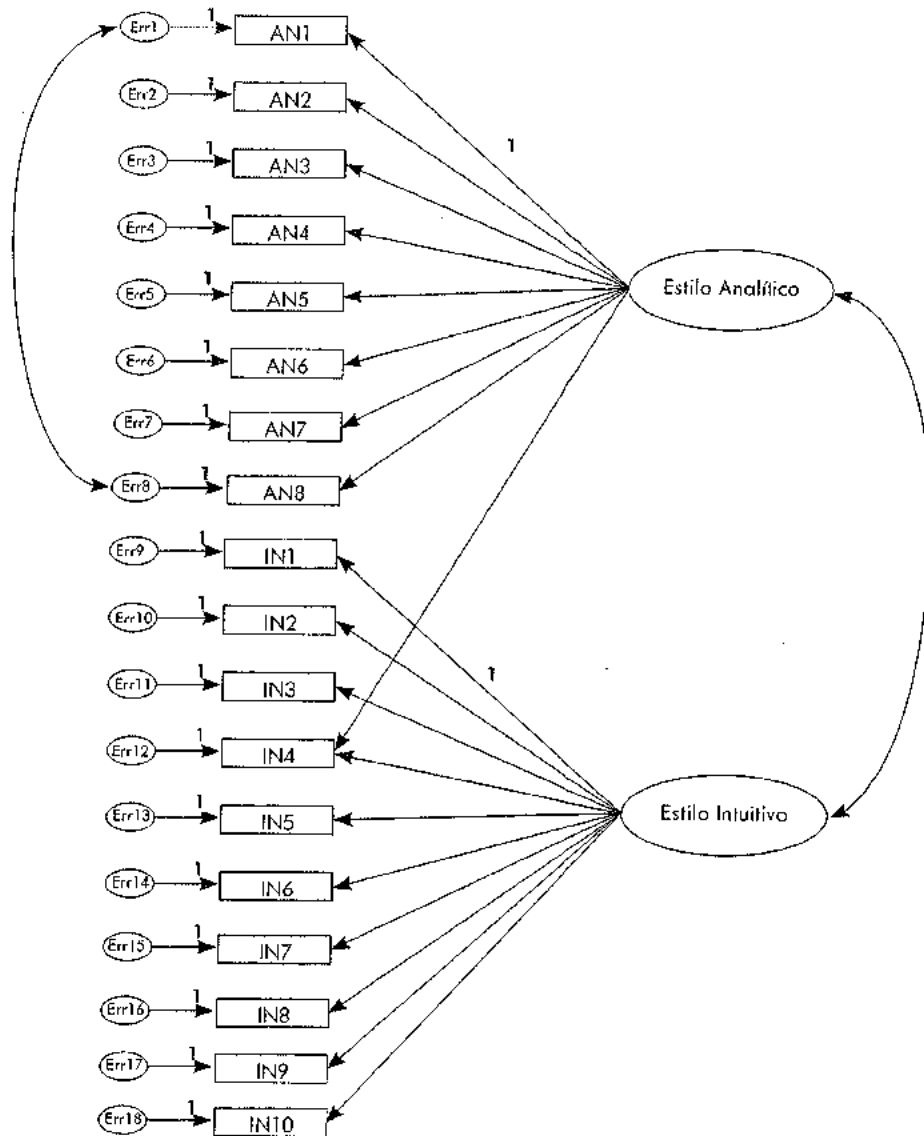 Err1 1 AN1
Err2 1 AN2
1
Err3 1 AN3
Err4 1 AN4
Estilo Analítico
Err5 1 AN5
Err6 1 AN6
Err7 1 AN7
Err8 1 AN8
Err9 1 IN1
Err10 1 IN2
1
Err11 1 IN3
Err12 1 IN4
Estilo Intuitivo
Err13 1 IN5
Err14 1 IN6
Err15 1 IN7
Err16 1 IN8
Err17 1 IN9
Err18 1 IN10